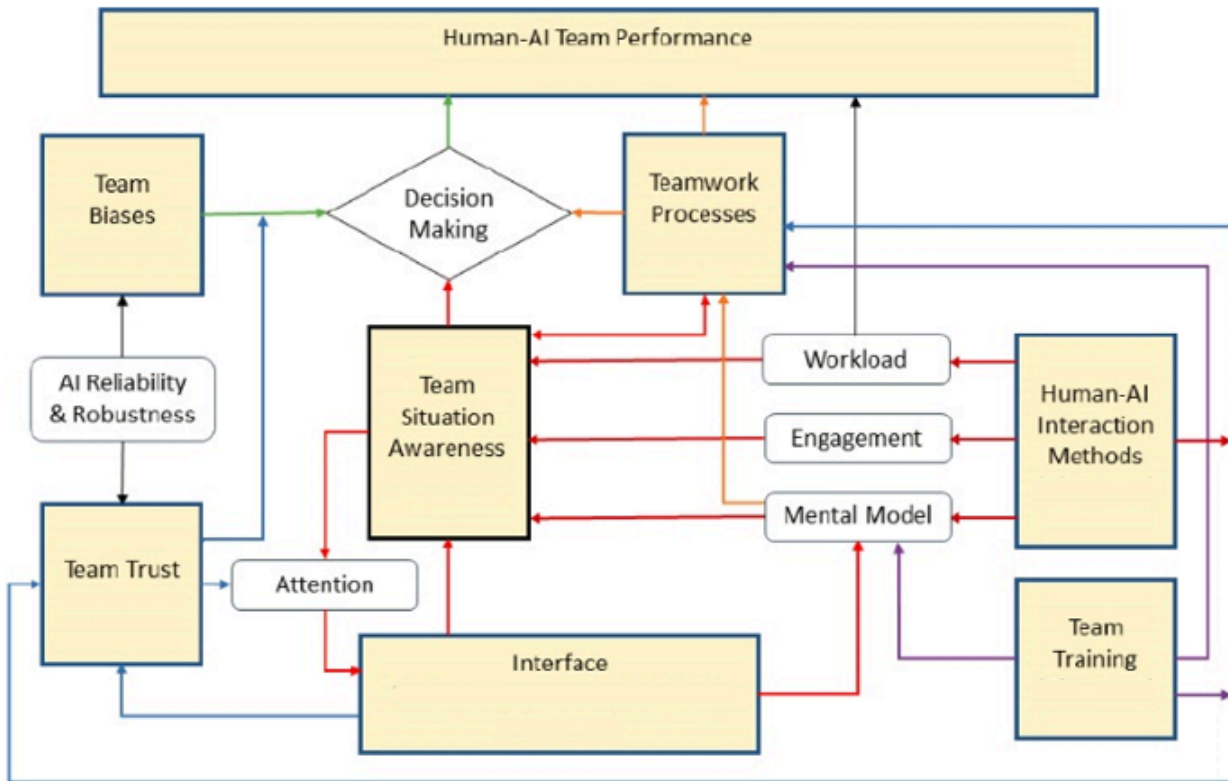 Human-AI Team Performance
Team
Biases
Decision
Making
Teamwork
Processes
AI Reliability
& Robustness
Team
Situation
Awareness
Workload
Engagement
Mental Model
Human-AI
Interaction
Methods
Team Trust
Attention
Interface
Team
Training